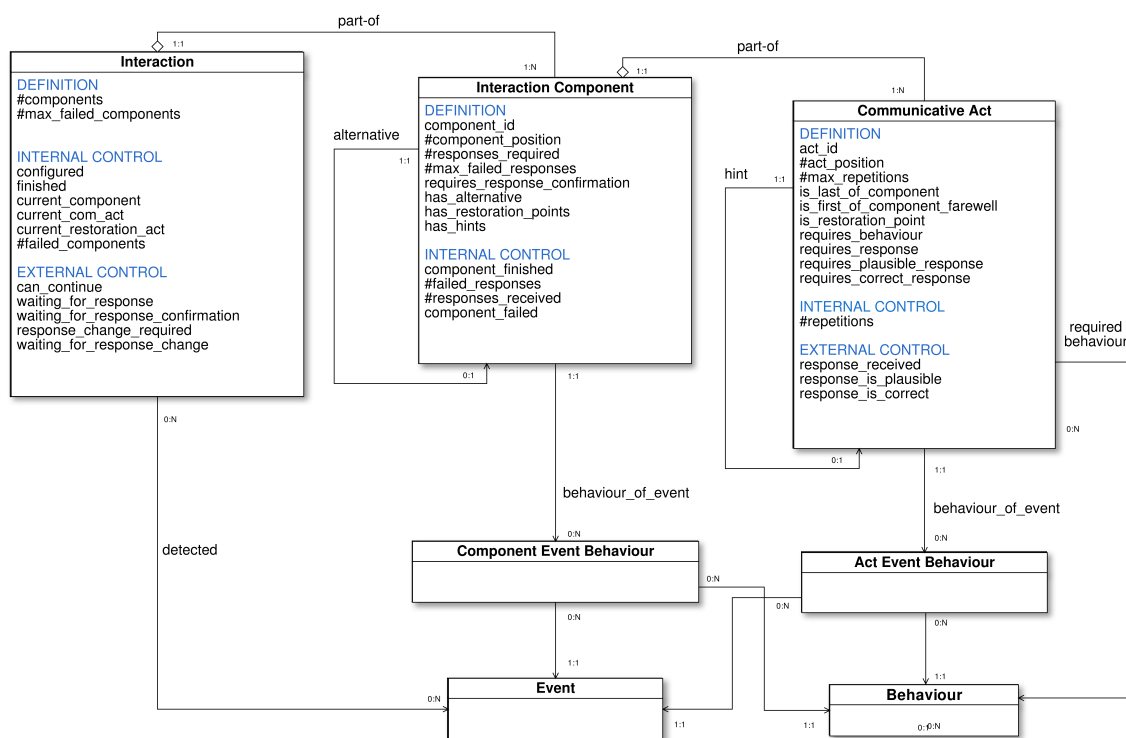 part-of
1:1
Interaction
DEFINITION
#components
#max_failed_components
INTERNAL CONTROL
configured
finished
current_component
current_com_act
current_restoration_act
#failed_components
EXTERNAL CONTROL
can_continue
waiting_for_response
waiting_for_response_confirmation
response_change_required
waiting_for_response_change
0:N
detected
0:N
1:N
part-of
1:1
Interaction Component
DEFINITION
component_id
#component_position
#responses_required
#max_failed_responses
requires_response_confirmation
has_alternative
has_restoration_points
has_hints
INTERNAL CONTROL
component_finished
#failed_responses
#responses_received
component_failed
alternative
1:1
0:1
1:1
behaviour_of_event
0:N
1:N
Communicative Act
DEFINITION
act_id
#act_position
#max_repetitions
is_last_of_component
is_first_of_component_farewell
is_restoration_point
requires_behaviour
requires_response
requires_plausible_response
requires_correct_response
INTERNAL CONTROL
#repetitions
EXTERNAL CONTROL
response_received
response_is_plausible
response_is_correct
hint
1:1
0:1
required
behaviour
0:N
1:1
behaviour_of_event
0:N
Component Event Behaviour
0:N
0:N
1:1
Act Event Behaviour
0:N
0:N
1:1
Event
1:1
Behaviour
1:1
0:N